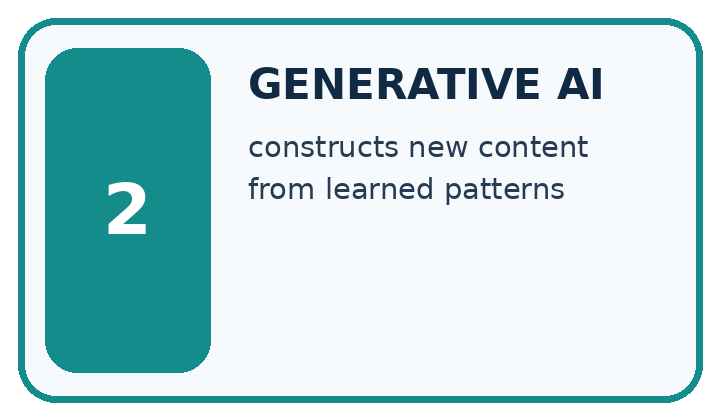 2
GENERATIVE AI
constructs new content
from learned patterns